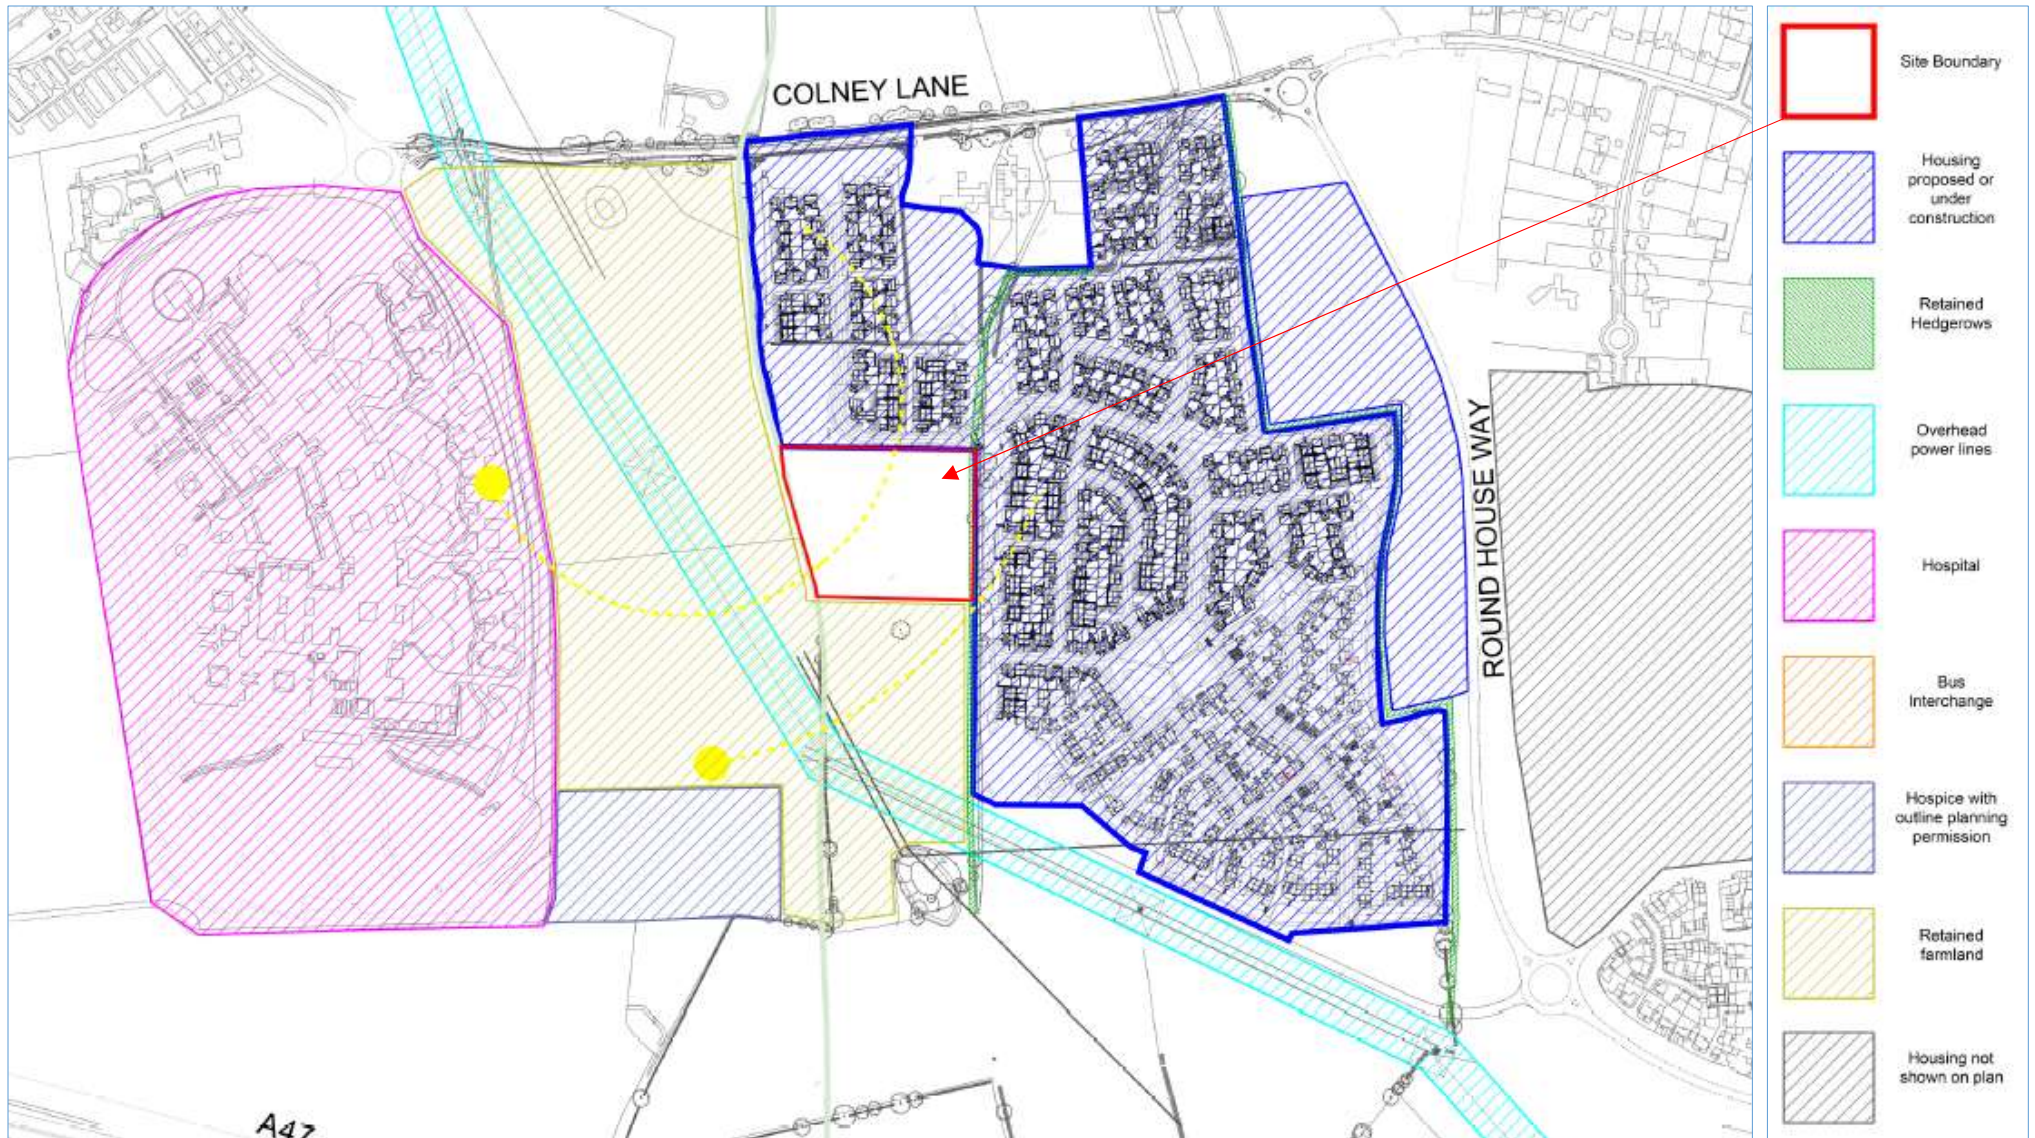 COLNEY LANE
ROUND HOUSE WAY
A47
Site Boundary
Housing
proposed or
under
construction
Retained
Hedgerows
Overhead
power lines
Hospital
Bus
Interchange
Hospice with
outline planning
permission
Retained
farmland
Housing not
shown on plan